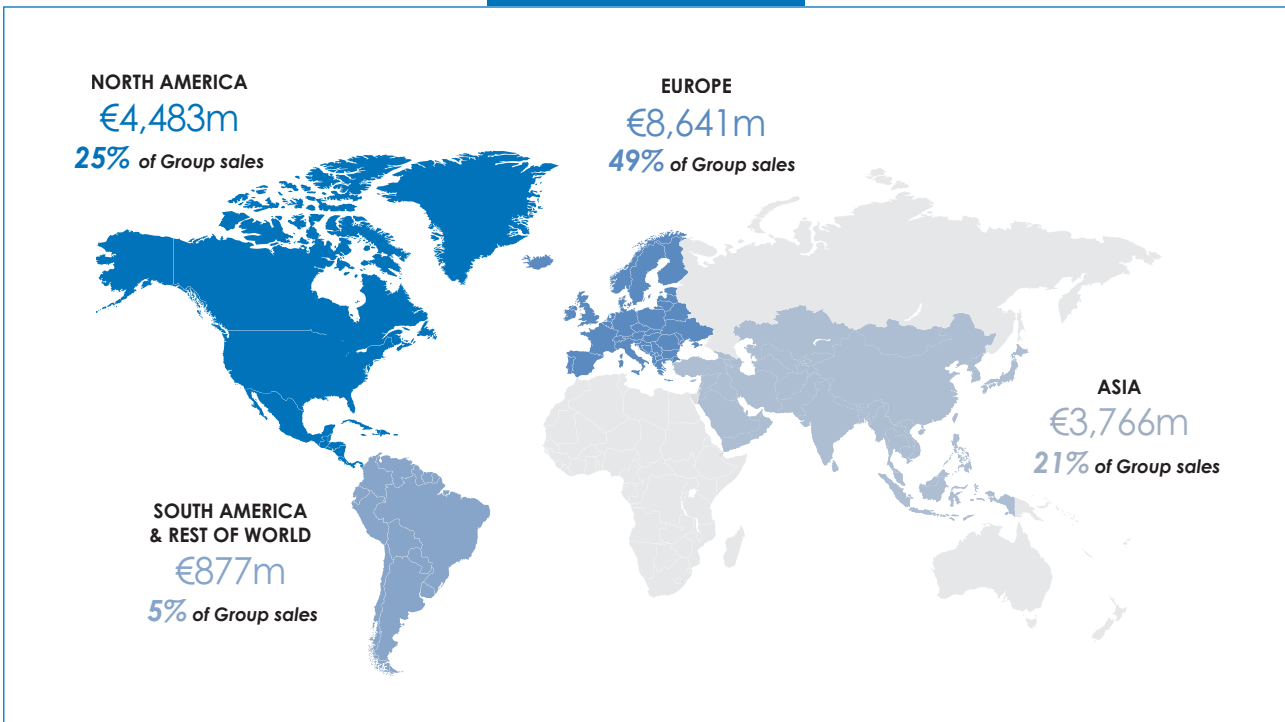 NORTH AMERICA
€4,483m
25% of Group sales
EUROPE
€8,641m
49% of Group sales
ASIA
€3,766m
21% of Group sales
SOUTH AMERICA
& REST OF WORLD
€877m
5% of Group sales